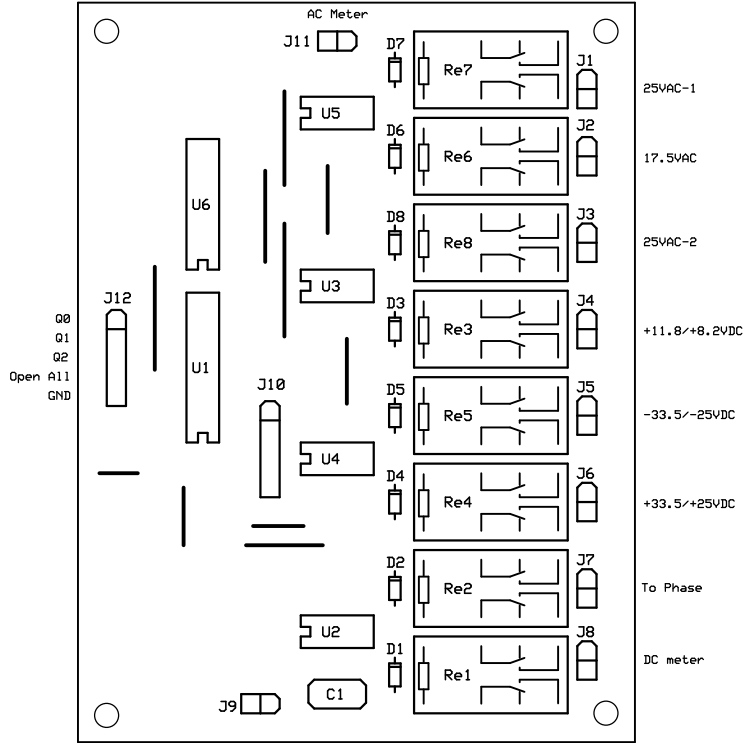 AC Meter
J11
D7
Re7
J1
25VAC-1
U5
D6
Re6
J2
17.5VAC
U6
D8
Re8
J3
25VAC-2
U3
J12
D3
Re3
J4
+11.8/+8.2VDC
Q0
Q1
Q2
Open All
GND
U1
J10
D5
Re5
J5
-33.5/-25VDC
U4
D4
Re4
J6
+33.5/+25VDC
D2
Re2
J7
To Phase
U2
D1
Re1
J8
DC meter
C1
J9